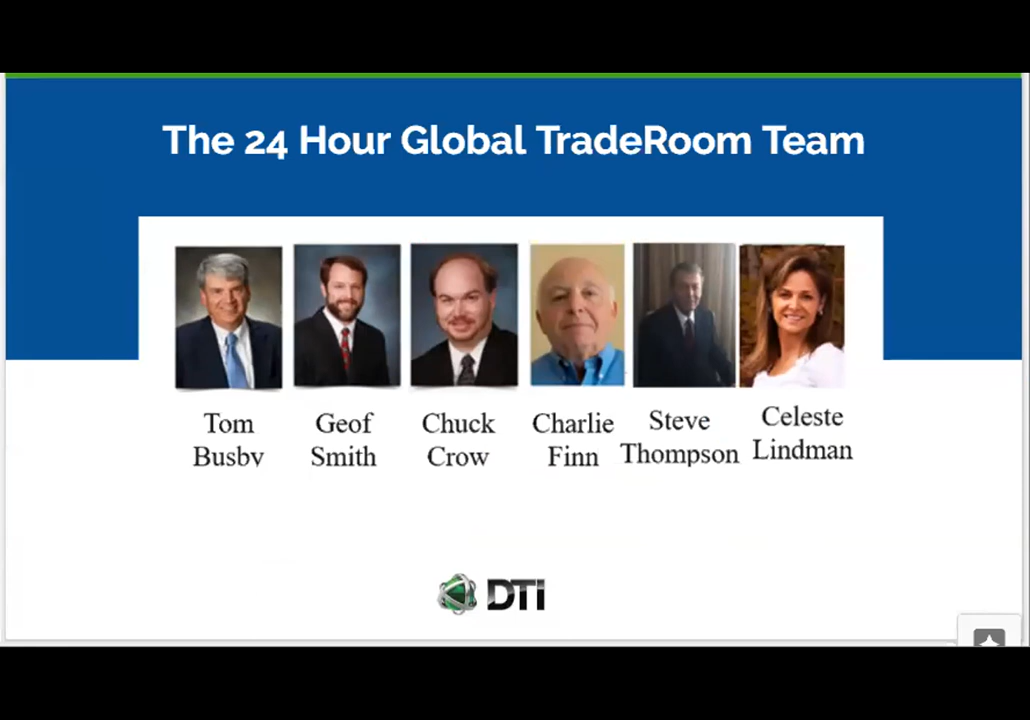 The 24 Hour Global TradeRoom Team
Tom
Busby
Geof
Smith
Chuck
Crow
Charlie
Finn
Steve
Thompson
Celeste
Lindman
DTI